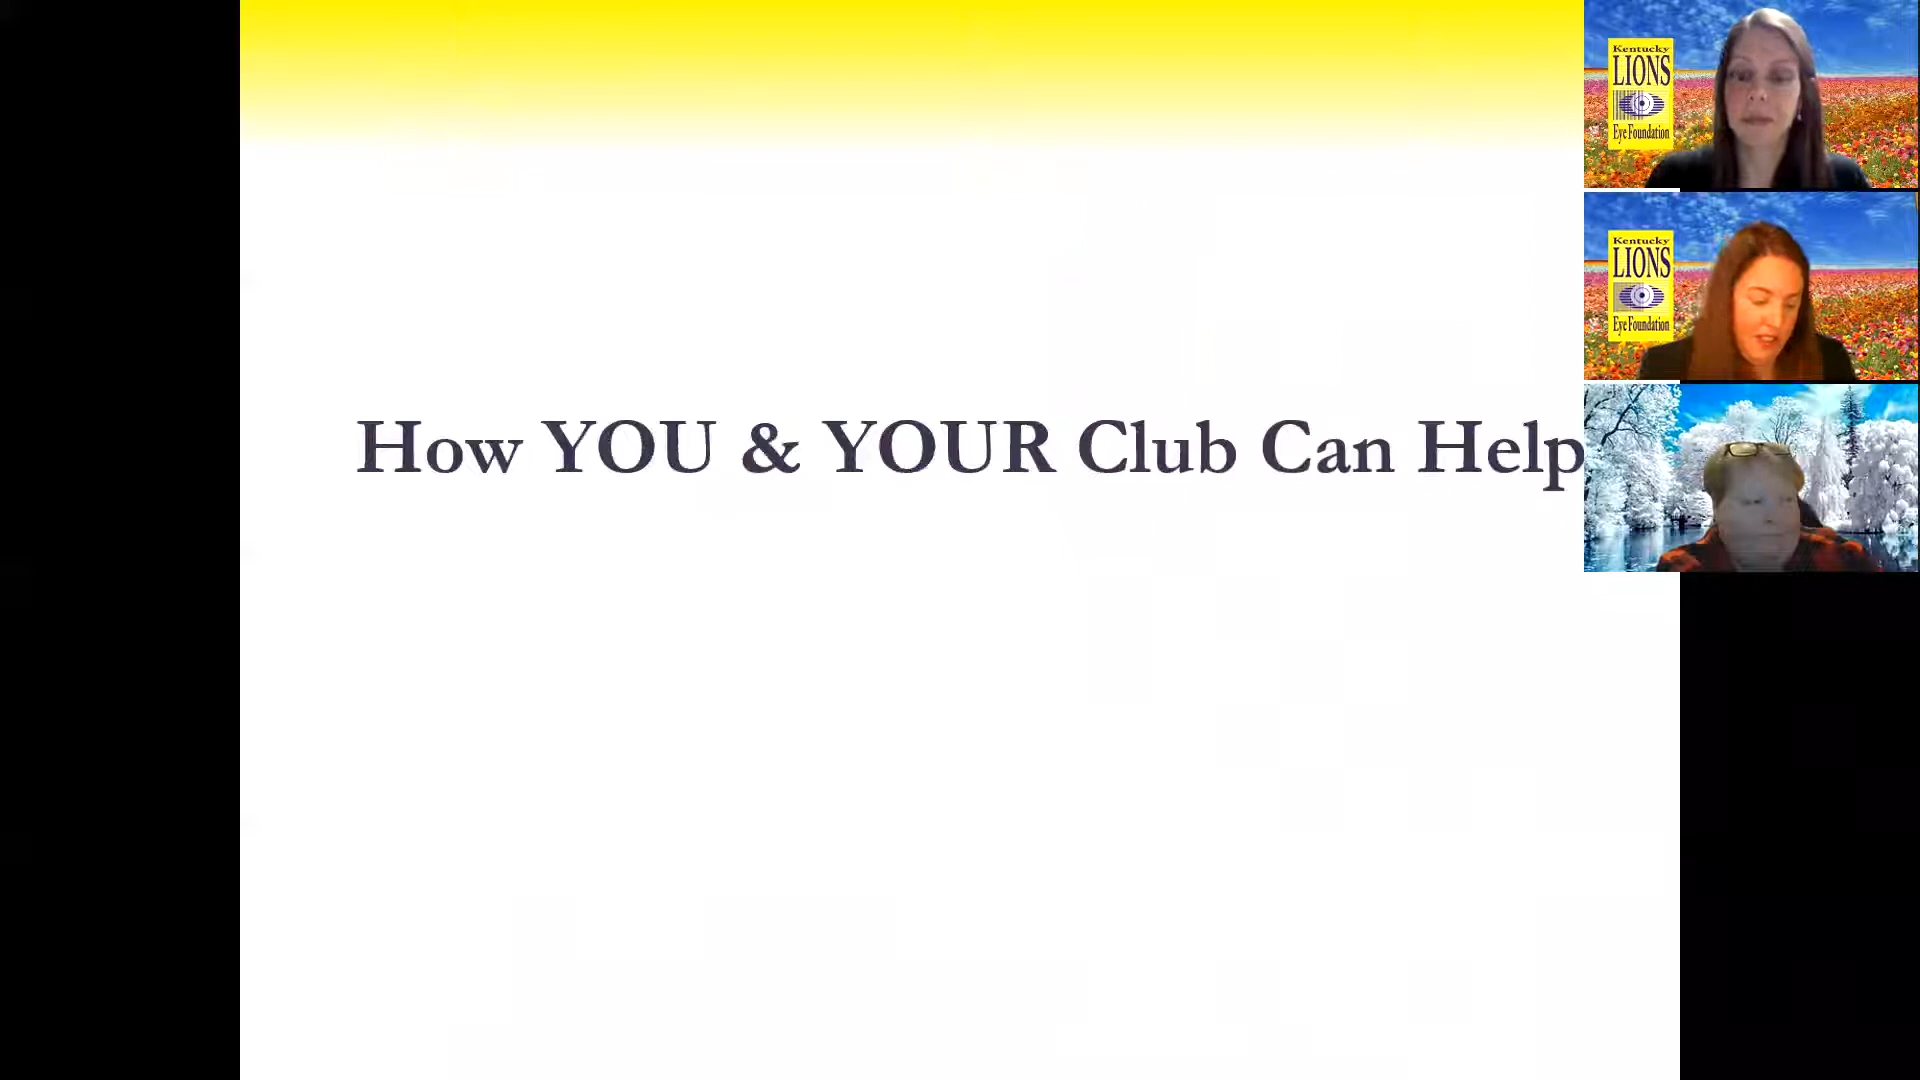 How YOU & YOUR Club Can Help
Kentucky
LIONS
Eye Foundation
Kentucky
LIONS
Eye Foundation